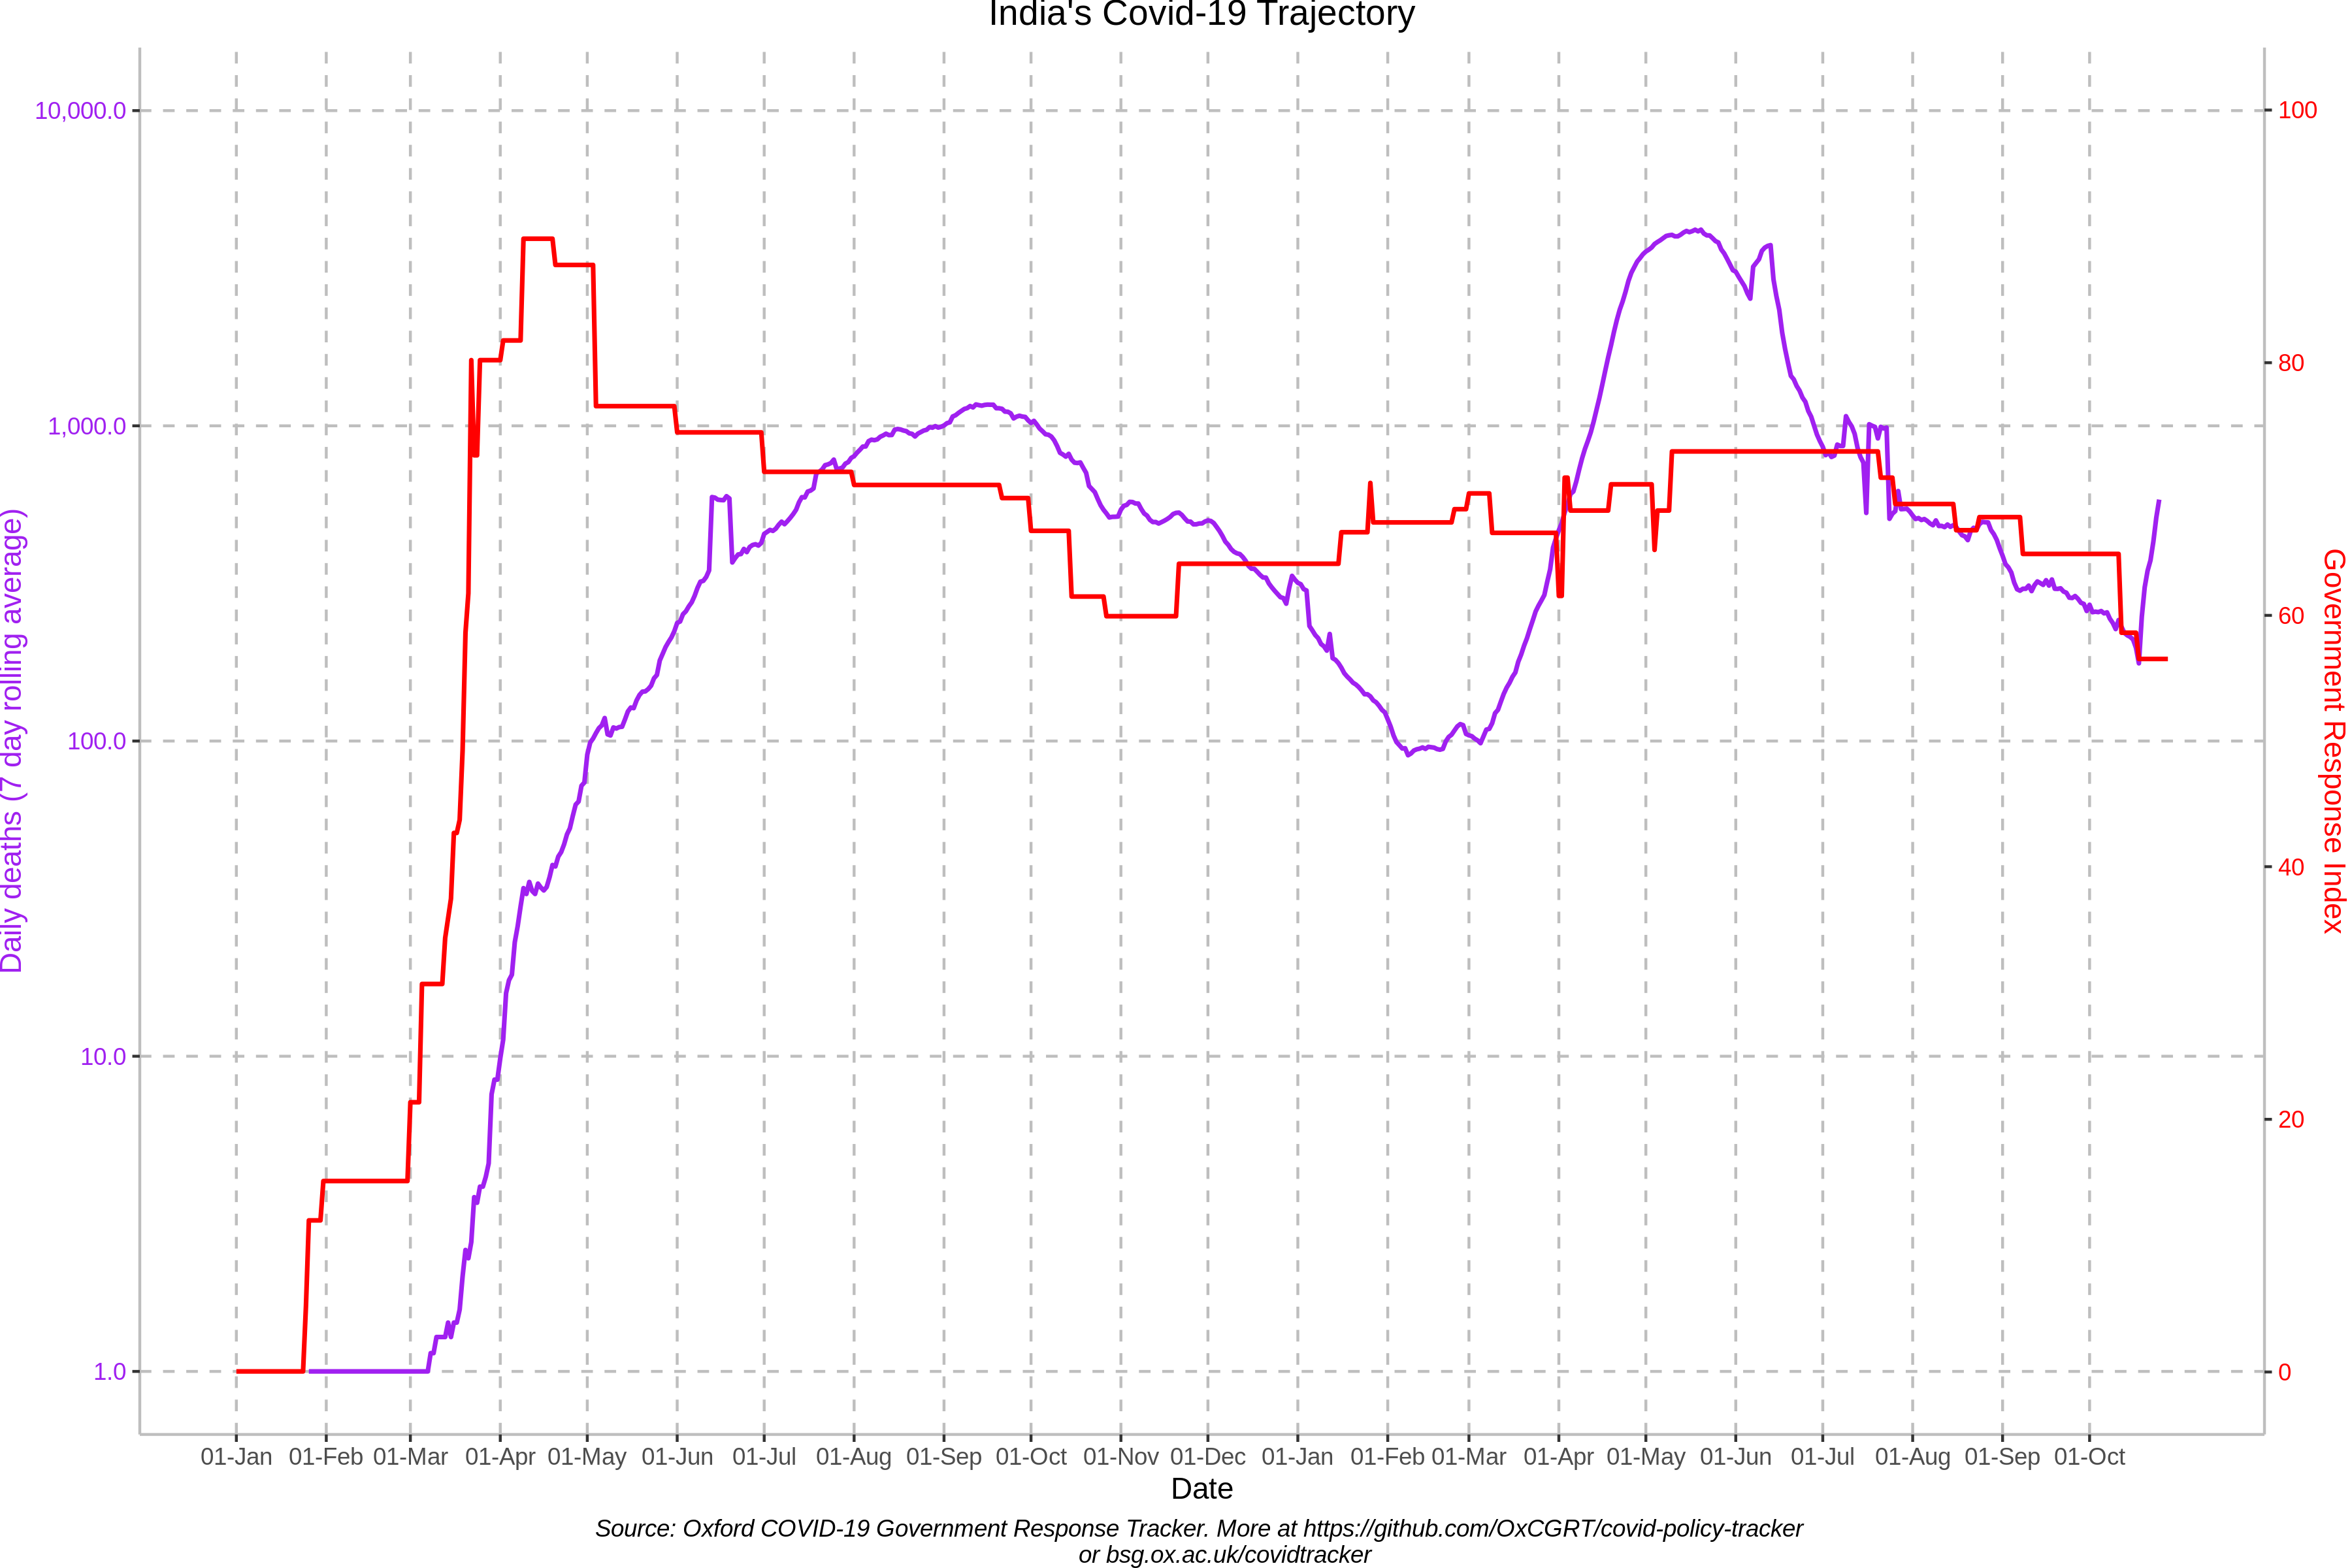 India's Covid-19 Trajectory
10,000.0
1,000.0
100.0
10.0
1.0
Daily deaths (7 day rolling average)
100
80
60
40
20
0
Government Response Index
01-Jan 01-Feb 01-Mar 01-Apr 01-May 01-Jun 01-Jul 01-Aug 01-Sep 01-Oct 01-Nov 01-Dec 01-Jan 01-Feb 01-Mar 01-Apr 01-May 01-Jun 01-Jul 01-Aug 01-Sep 01-Oct
Date
Source: Oxford COVID-19 Government Response Tracker. More at https://github.com/OxCGRT/covid-policy-tracker
or bsg.ox.ac.uk/covidtracker